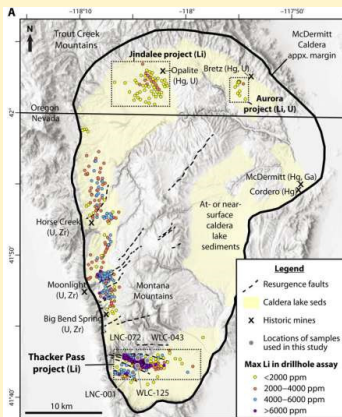 A
-118°10'
-118°
-117°50'
Trout Creek
Mountains
McDermitt
Caldera
appx. margin
Jindalee project (Li)
Opalite (Hg, U)
Bretz (Hg, U)
42°
Aurora
project (Li, U)
Oregon
Nevada
McDermitt (Hg, Ga)
Cordero (Hg)
At- or near-
surface
caldera
lake
sediments
Horse Creek
(U, Zr)
41°50'
Moonlight
(U, Zr)
Montana
Mountains
Big Bend Spring
(U, Zr)
LNC-072
WLC-043
Thacker Pass
project (Li)
LNC-001
WLC-125
41°40'
10 km
Legend
Resurgence faults
Caldera lake seds
Historic mines
Locations of samples
used in this study
Max Li in drillhole assay
<2000 ppm
2000–4000 ppm
4000–6000 ppm
>6000 ppm